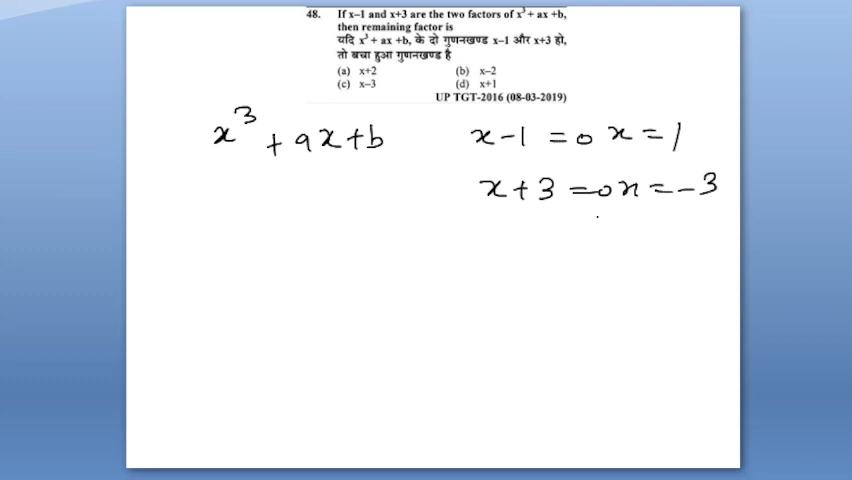 48. If x–1 and x+3 are the two factors of x³ + ax +b,
then remaining factor is
यदि x³ + ax +b, के दो गुणनखण्ड x–1 और x+3 हो,
तो बचा हुआ गुणनखण्ड है
(a) x+2 (b) x–2
(c) x–3 (d) x+1
UP TGT-2016 (08-03-2019)
x³ + ax + b x - 1 = 0 x = 1
x + 3 = 0 x = -3